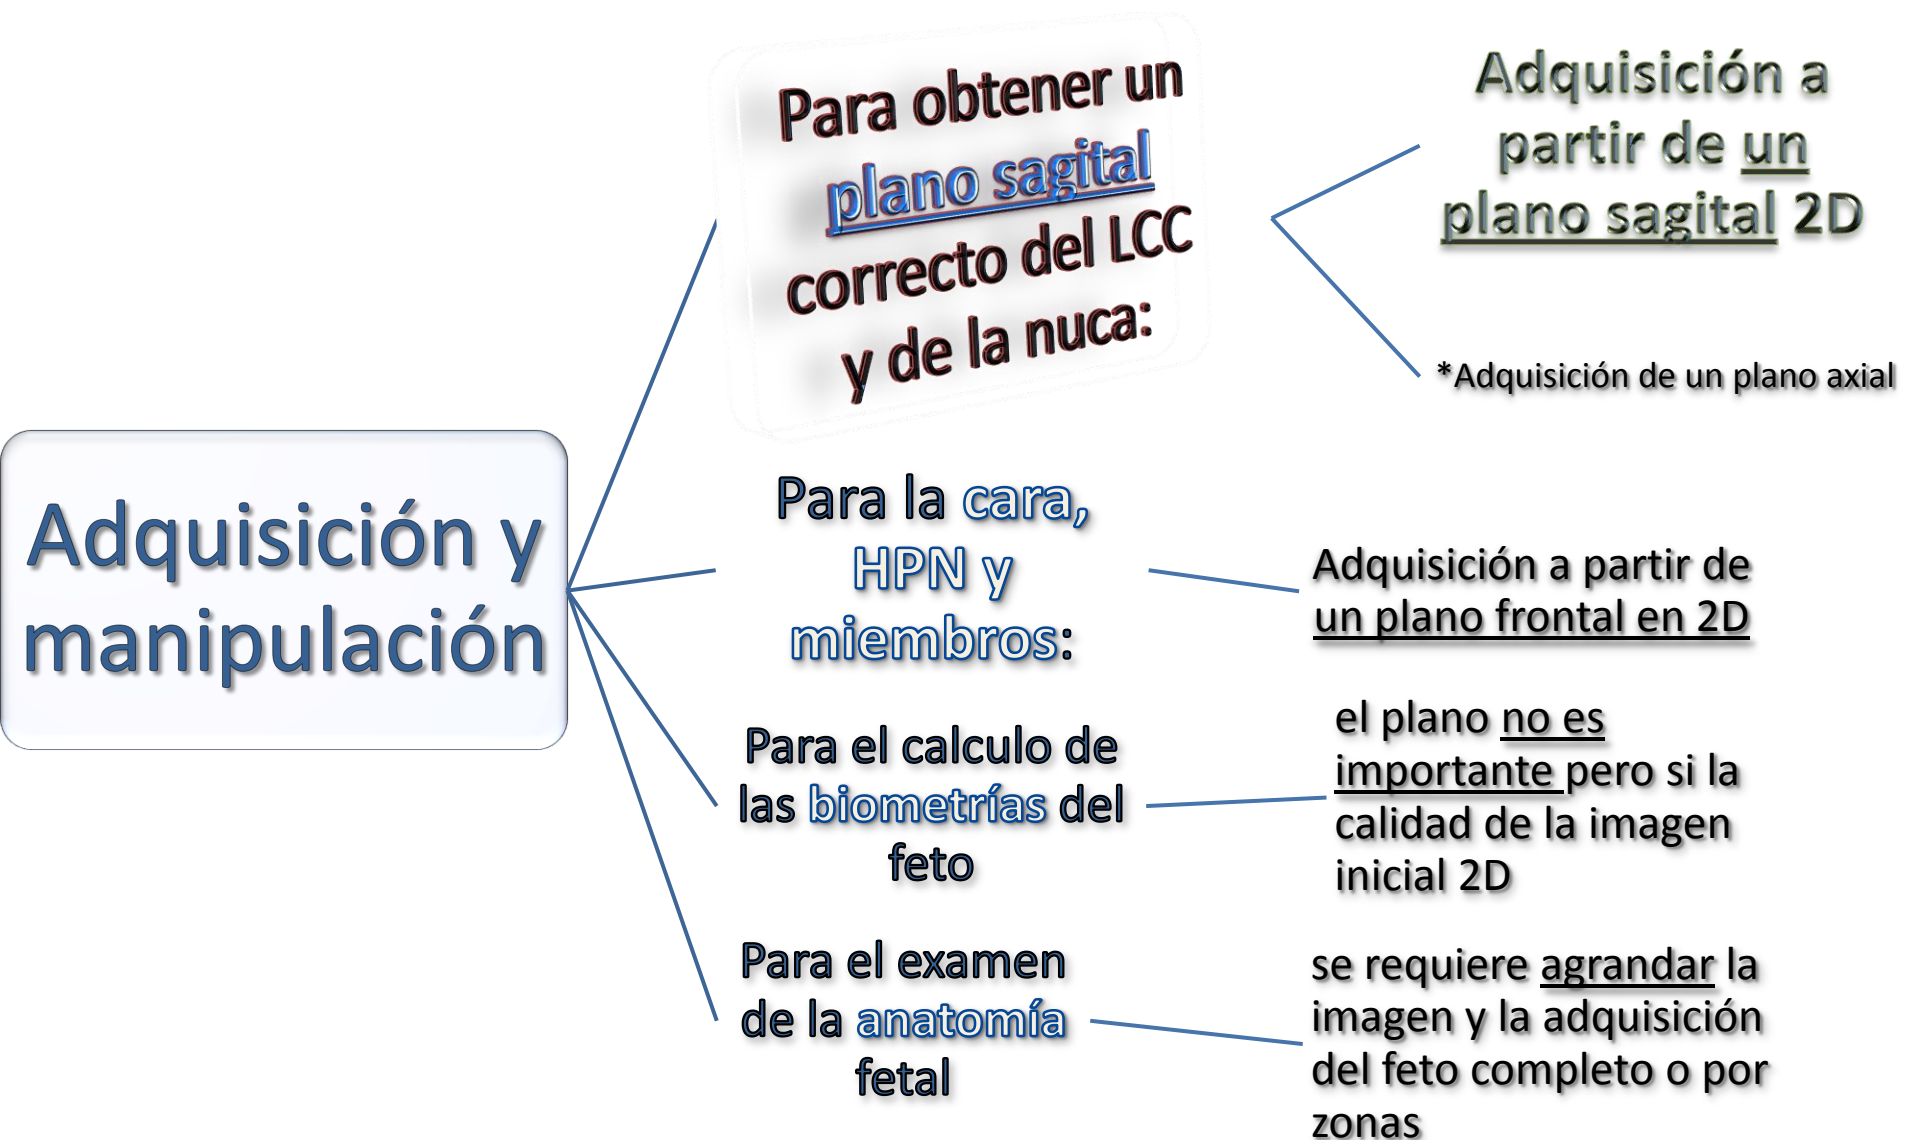 Adquisición y
manipulación
Para obtener un
plano sagital
correcto del LCC
y de la nuca:
Adquisición a
partir de un
plano sagital 2D
*Adquisición de un plano axial
Para la cara,
HPN y
miembros:
Adquisición a partir de
un plano frontal en 2D
Para el calculo de
las biometrías del
feto
el plano no es
importante pero si la
calidad de la imagen
inicial 2D
Para el examen
de la anatomía
fetal
se requiere agrandar la
imagen y la adquisición
del feto completo o por
zonas